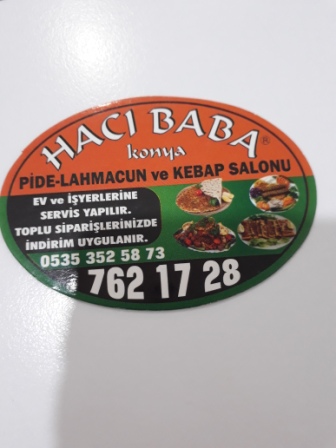 HACI BABA®
konya
PİDE-LAHMACUN ve KEBAP SALONU
EV ve İŞYERLERİNE
SERVİS YAPILIR.
TOPLU SİPARİŞLERİNİZDE
İNDİRİM UYGULANIR.
0535 352 58 73
762 17 28